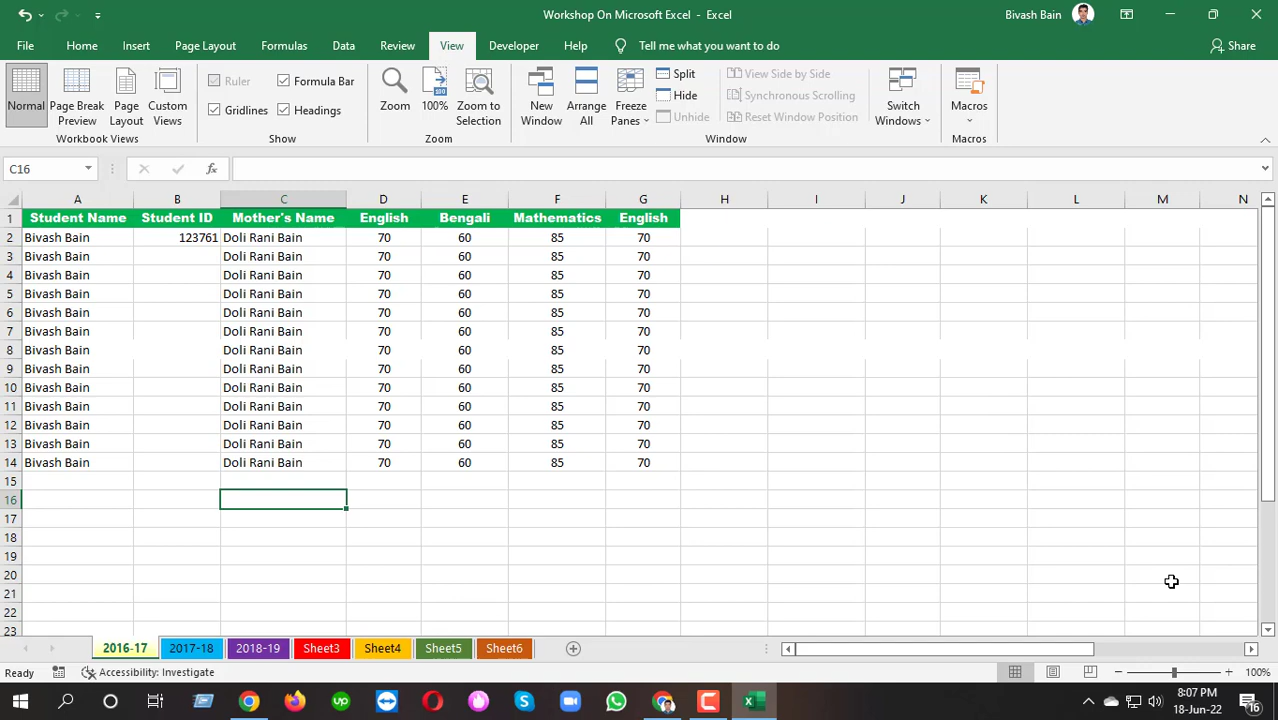 Workshop On Microsoft Excel - Excel
Bivash Bain
File Home Insert Page Layout Formulas Data Review View Developer Help Tell me what you want to do Share
Normal
Page Break Preview
Page Layout
Custom Views
Workbook Views
Ruler Formula Bar
Gridlines Headings
Show
Zoom
100%
Zoom to Selection
Zoom
New Window
Arrange All
Freeze Panes
Split
Hide
Unhide
View Side by Side
Synchronous Scrolling
Reset Window Position
Window
Switch Windows
Macros
Macros
C16 fx
A B C D E F G H I J K L M N
1 Student Name Student ID Mother's Name English Bengali Mathematics English
2 Bivash Bain 123761 Doli Rani Bain 70 60 85 70
3 Bivash Bain Doli Rani Bain 70 60 85 70
4 Bivash Bain Doli Rani Bain 70 60 85 70
5 Bivash Bain Doli Rani Bain 70 60 85 70
6 Bivash Bain Doli Rani Bain 70 60 85 70
7 Bivash Bain Doli Rani Bain 70 60 85 70
8 Bivash Bain Doli Rani Bain 70 60 85 70
9 Bivash Bain Doli Rani Bain 70 60 85 70
10 Bivash Bain Doli Rani Bain 70 60 85 70
11 Bivash Bain Doli Rani Bain 70 60 85 70
12 Bivash Bain Doli Rani Bain 70 60 85 70
13 Bivash Bain Doli Rani Bain 70 60 85 70
14 Bivash Bain Doli Rani Bain 70 60 85 70
15
16
17
18
19
20
21
22
23
2016-17 2017-18 2018-19 Sheet3 Sheet4 Sheet5 Sheet6
Ready Accessibility: Investigate 100%
up
8:07 PM
18-Jun-22
16